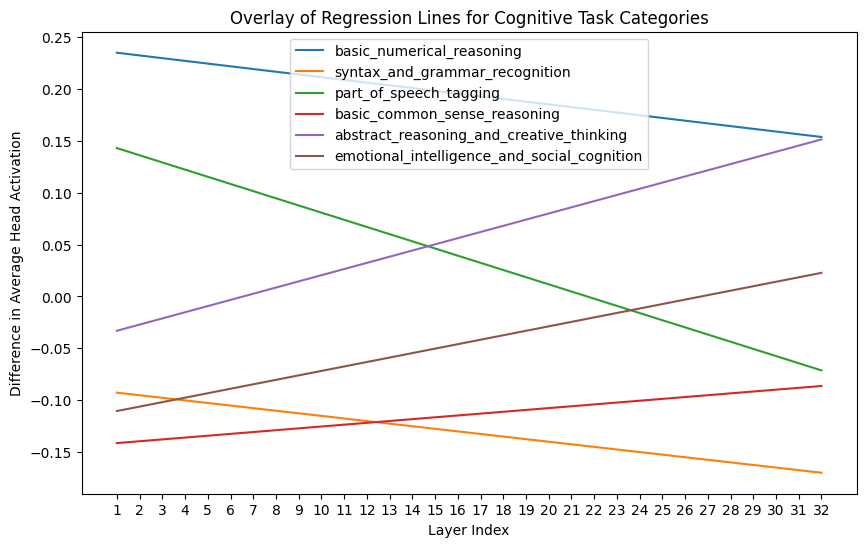 Overlay of Regression Lines for Cognitive Task Categories
basic_numerical_reasoning
syntax_and_grammar_recognition
part_of_speech_tagging
basic_common_sense_reasoning
abstract_reasoning_and_creative_thinking
emotional_intelligence_and_social_cognition
Difference in Average Head Activation
0.25
0.20
0.15
0.10
0.05
0.00
−0.05
−0.10
−0.15
1 2 3 4 5 6 7 8 9 10 11 12 13 14 15 16 17 18 19 20 21 22 23 24 25 26 27 28 29 30 31 32
Layer Index